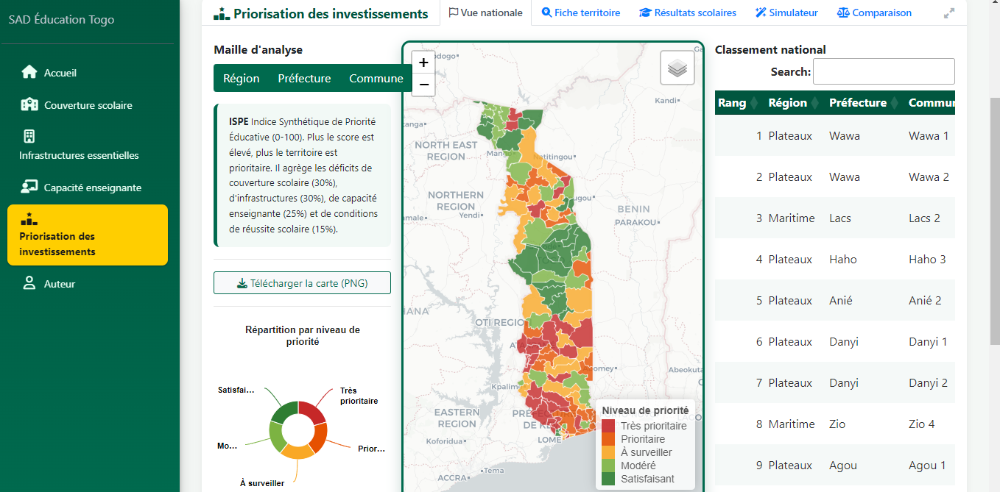 SAD Éducation Togo
Accueil
Couverture scolaire
Infrastructures essentielles
Capacité enseignante
Priorisation des
investissements
Auteur
Priorisation des investissements
Vue nationale
Fiche territoire
Résultats scolaires
Simulateur
Comparaison
Maille d'analyse
Région Préfecture Commune
ISPE Indice Synthétique de Priorité
Éducative (0-100). Plus le score est
élevé, plus le territoire est
prioritaire. Il agrège les déficits de
couverture scolaire (30%),
d'infrastructures (30%), de capacité
enseignante (25%) et de conditions
de réussite scolaire (15%).
Télécharger la carte (PNG)
Répartition par niveau de
priorité
Satisfai...
Très
prioritaire
Mo...
Prior...
À surveiller
+
−
Kandi
NORTH EAST
REGION
Natitingou
NORTHERN
REGION
Yendi
BENIN
PARAKOU
OTI REGIO
Kpalim
EASTERN
REGION
Koforidua
LOME
Tema
ACCRA
Abeokuta
Niveau de priorité
Très prioritaire
Prioritaire
À surveiller
Modéré
Satisfaisant
Classement national
Search:
Rang Région Préfecture Commun
1 Plateaux Wawa Wawa 1
2 Plateaux Wawa Wawa 2
3 Maritime Lacs Lacs 2
4 Plateaux Haho Haho 3
5 Plateaux Anié Anié 2
6 Plateaux Danyi Danyi 1
7 Plateaux Danyi Danyi 2
8 Maritime Zio Zio 4
9 Plateaux Agou Agou 1